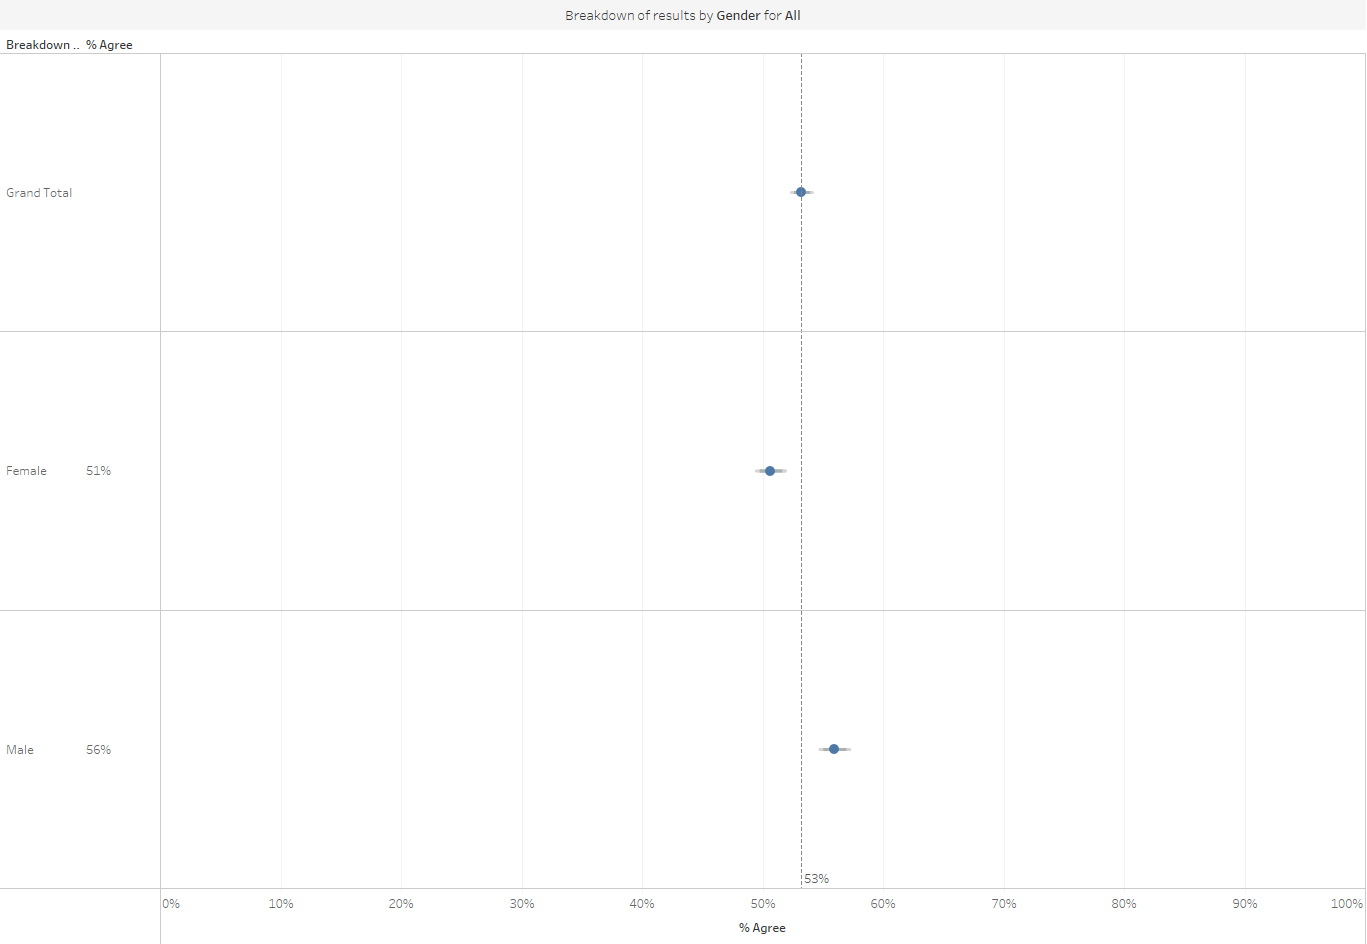 Breakdown of results by Gender for All
Breakdown .. % Agree
Grand Total
Female 51%
Male 56%
53%
0% 10% 20% 30% 40% 50% 60% 70% 80% 90% 100%
% Agree